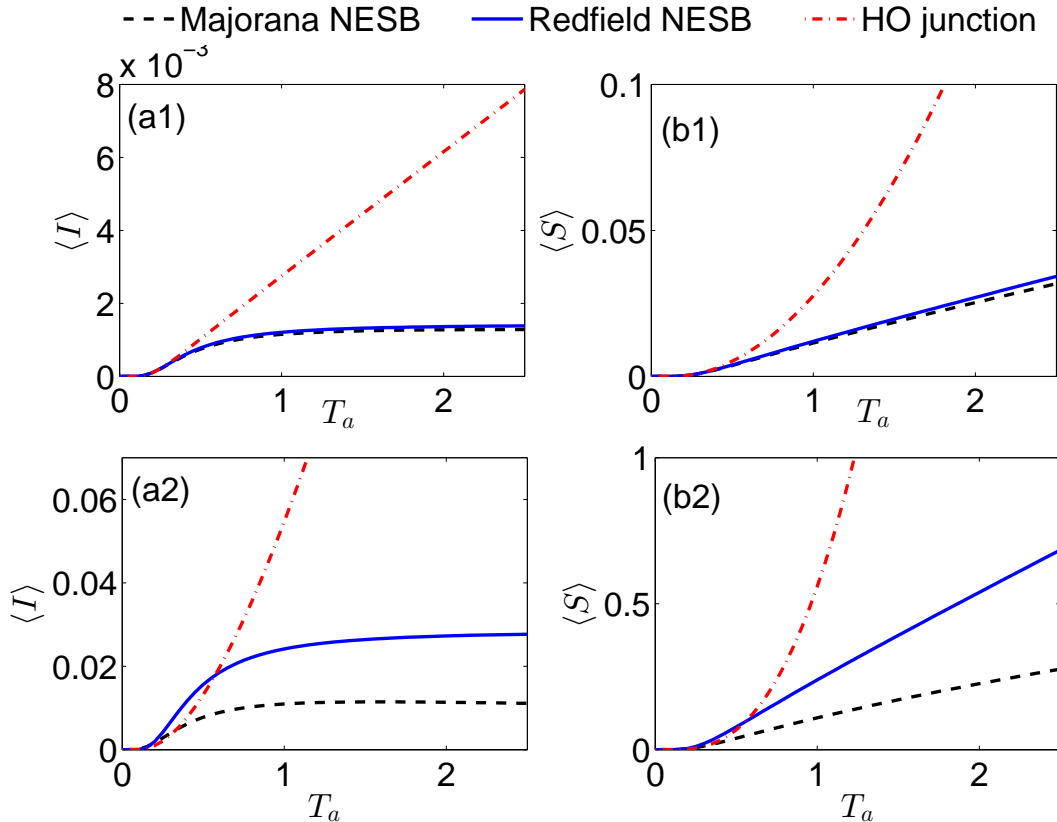 Majorana NESB Redfield NESB HO junction
x 10⁻³
(a1)
8
6
4
2
0
⟨I⟩
0 1 2
T_a
(b1)
0.1
0.05
0
⟨S⟩
0 1 2
T_a
(a2)
0.06
0.04
0.02
0
⟨I⟩
0 1 2
T_a
(b2)
1
0.5
0
⟨S⟩
0 1 2
T_a